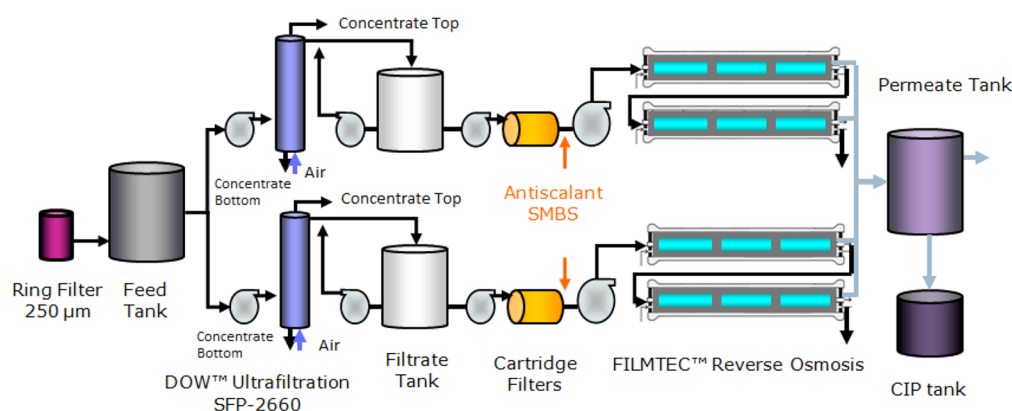 Concentrate Top
Permeate Tank
Air
Concentrate
Bottom
Antiscalant
SMBS
Concentrate Top
Ring Filter
250 µm
Feed
Tank
Concentrate
Bottom
Air
Filtrate
Tank
Cartridge
Filters
FILMTEC™ Reverse Osmosis
DOW™ Ultrafiltration
SFP-2660
CIP tank